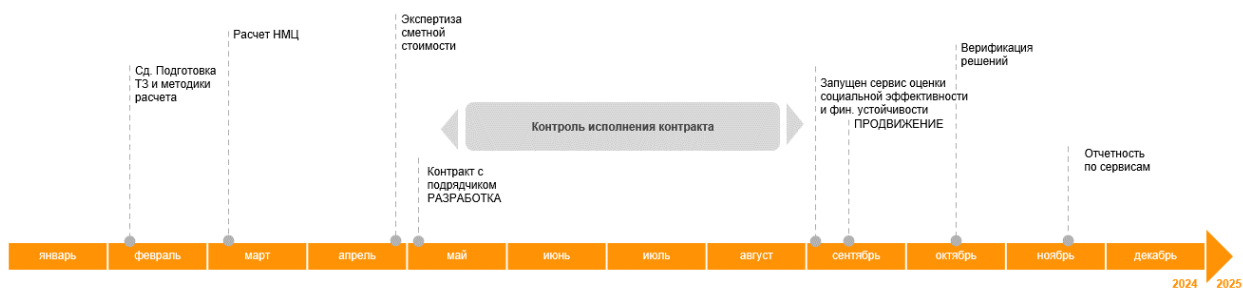 Экспертиза
сметной
стоимости
Расчет НМЦ
Верификация
решений
Сд. Подготовка
ТЗ и методики
расчета
Запущен сервис оценки
социальной эффективности
и фин. устойчивости
ПРОДВИЖЕНИЕ
Контроль исполнения контракта
Контракт с
подрядчиком
РАЗРАБОТКА
Отчетность
по сервисам
январь
февраль
март
апрель
май
июнь
июль
август
сентябрь
октябрь
ноябрь
декабрь
2024
2025